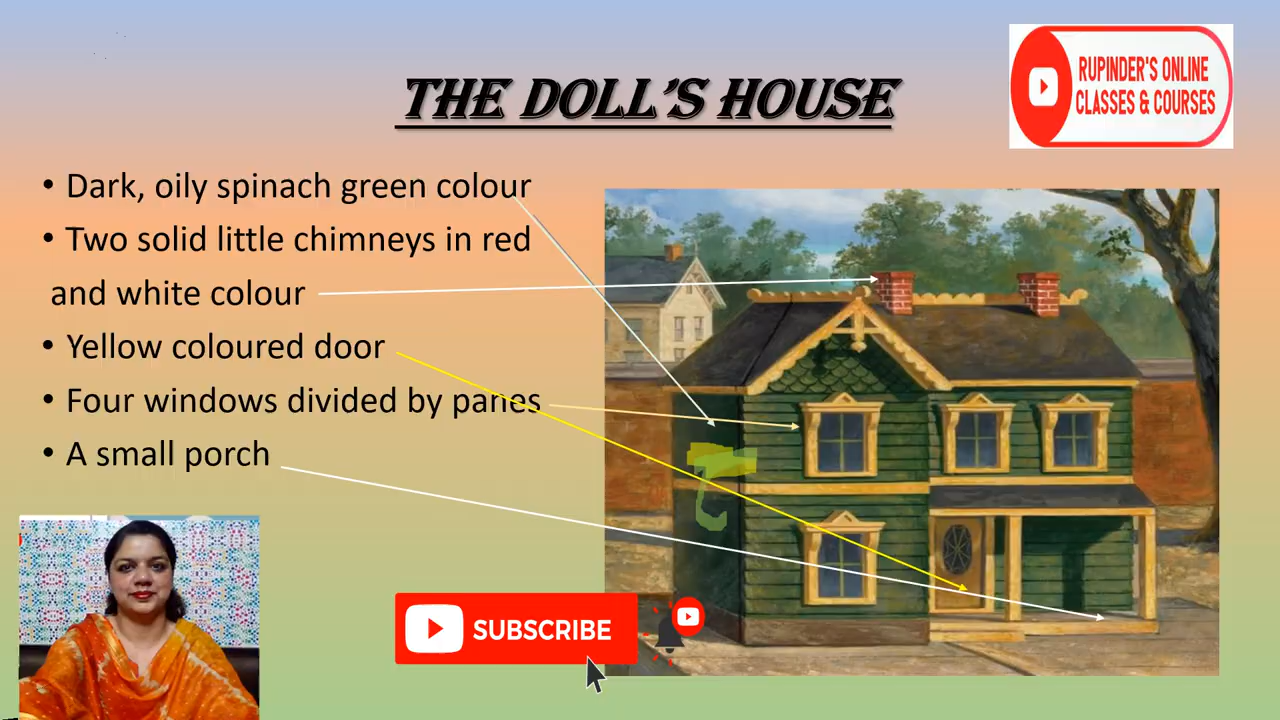 THE DOLL'S HOUSE
RUPINDER'S ONLINE
CLASSES & COURSES
• Dark, oily spinach green colour
• Two solid little chimneys in red
and white colour
• Yellow coloured door
• Four windows divided by panes
• A small porch
SUBSCRIBE